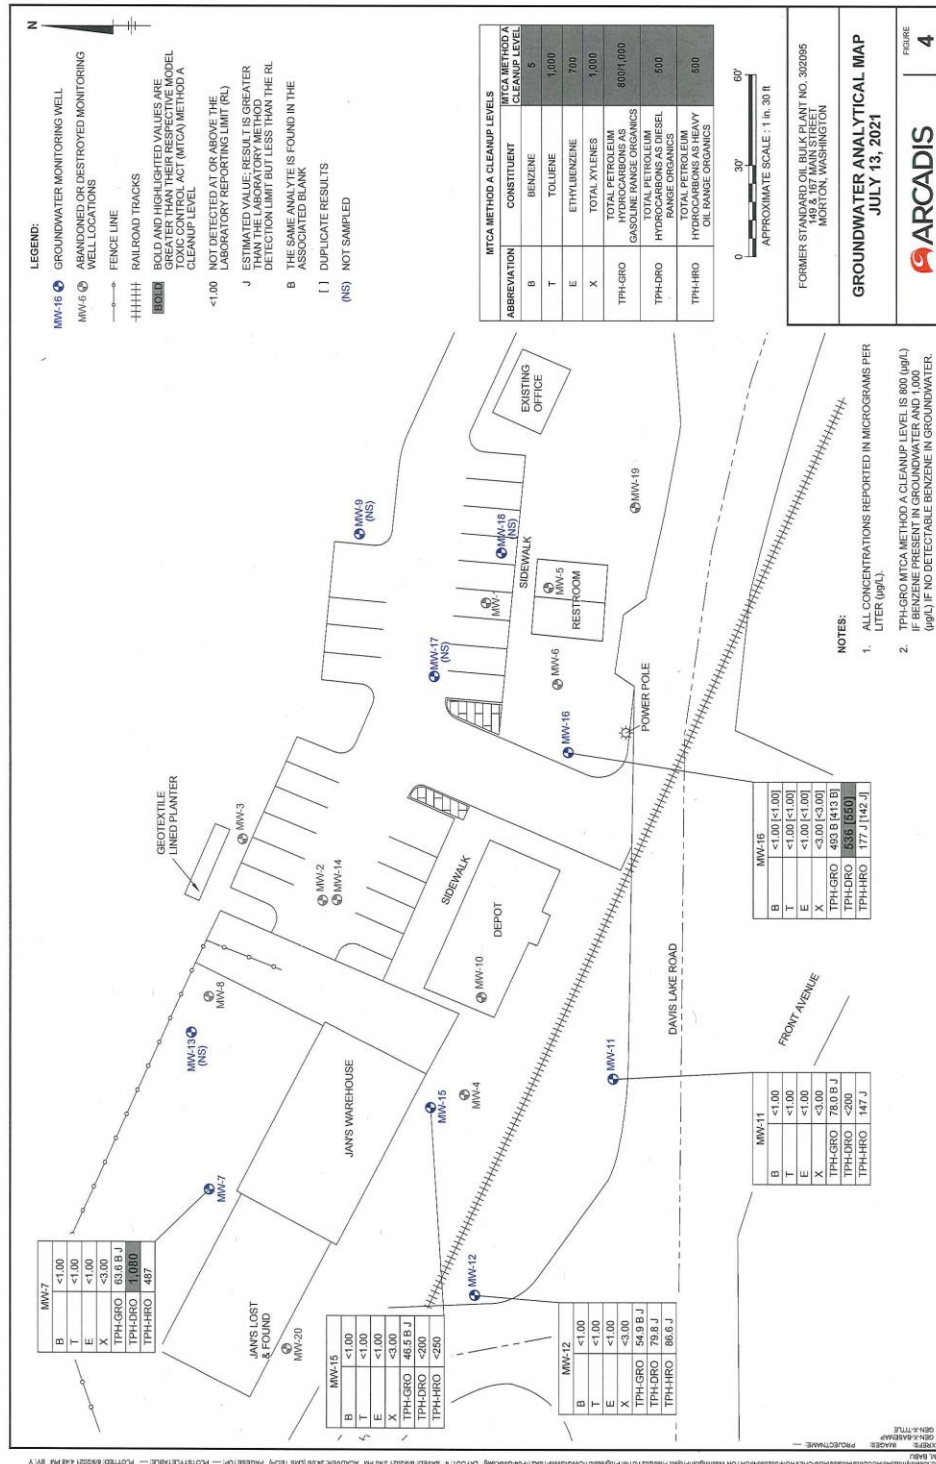 N
LEGEND:
MW-16 GROUNDWATER MONITORING WELL
MW-6 ABANDONED OR DESTROYED MONITORING
WELL LOCATIONS
FENCE LINE
RAILROAD TRACKS
BOLD BOLD AND HIGHLIGHTED VALUES ARE
GREATER THAN THEIR RESPECTIVE MODEL
TOXIC CONTROL ACT (MTCA) METHOD A
CLEANUP LEVEL
<1.00 NOT DETECTED AT OR ABOVE THE
LABORATORY REPORTING LIMIT (RL)
J ESTIMATED VALUE; RESULT IS GREATER
THAN THE LABORATORY METHOD
DETECTION LIMIT BUT LESS THAN THE RL
B THE SAME ANALYTE IS FOUND IN THE
ASSOCIATED BLANK
[ ] DUPLICATE RESULTS
(NS) NOT SAMPLED
MTCA METHOD A CLEANUP LEVELS
ABBREVIATION CONSTITUENT MTCA METHOD A
CLEANUP LEVEL
B BENZENE 5
T TOLUENE 1,000
E ETHYLBENZENE 700
X TOTAL XYLENES 1,000
TPH-GRO TOTAL PETROLEUM
HYDROCARBONS AS
GASOLINE RANGE ORGANICS 800/1,000
TPH-DRO TOTAL PETROLEUM
HYDROCARBONS AS DIESEL
RANGE ORGANICS 500
TPH-HRO TOTAL PETROLEUM
HYDROCARBONS AS HEAVY
OIL RANGE ORGANICS 500
0 30' 60'
APPROXIMATE SCALE : 1 in. 30 ft
FORMER STANDARD OIL BULK PLANT NO. 302095
149 & 167 MAIN STREET
MORTON, WASHINGTON
GROUNDWATER ANALYTICAL MAP
JULY 13, 2021
ARCADIS
FIGURE
4
NOTES:
1. ALL CONCENTRATIONS REPORTED IN MICROGRAMS PER
LITER (µg/L).
2. TPH-GRO MTCA METHOD A CLEANUP LEVEL IS 800 (µg/L)
IF BENZENE PRESENT IN GROUNDWATER AND 1,000
(µg/L) IF NO DETECTABLE BENZENE IN GROUNDWATER.
MW-7
B <1.00
T <1.00
E <1.00
X <3.00
TPH-GRO 63.6 B J
TPH-DRO 1,080
TPH-HRO 487
MW-15
B <1.00
T <1.00
E <1.00
X <3.00
TPH-GRO 46.5 B J
TPH-DRO <200
TPH-HRO <250
MW-12
B <1.00
T <1.00
E <1.00
X <3.00
TPH-GRO 54.9 B J
TPH-DRO 79.8 J
TPH-HRO 86.6 J
MW-11
B <1.00
T <1.00
E <1.00
X <3.00
TPH-GRO 78.0 B J
TPH-DRO <200
TPH-HRO 147 J
MW-16
B <1.00 [<1.00]
T <1.00 [<1.00]
E <1.00 [<1.00]
X <3.00 [<3.00]
TPH-GRO 493 B [413 B]
TPH-DRO 536 [550]
TPH-HRO 177 J [142 J]
GEOTEXTILE
LINED PLANTER
MW-3
MW-2
MW-14
MW-8
MW-13
(NS)
MW-7
JAN'S WAREHOUSE
JAN'S LOST
& FOUND
MW-20
MW-15
MW-4
MW-10
DEPOT
SIDEWALK
MW-12
MW-11
MW-9
(NS)
MW-17
(NS)
MW-18
(NS)
MW-
SIDEWALK
MW-5
RESTROOM
MW-6
MW-16
POWER POLE
MW-19
EXISTING
OFFICE
DAVIS LAKE ROAD
FRONT AVENUE
XREFS: IMAGES: PROJECTNAME: ---
GEN-X-BASEMAP
GEN-X-TITLE